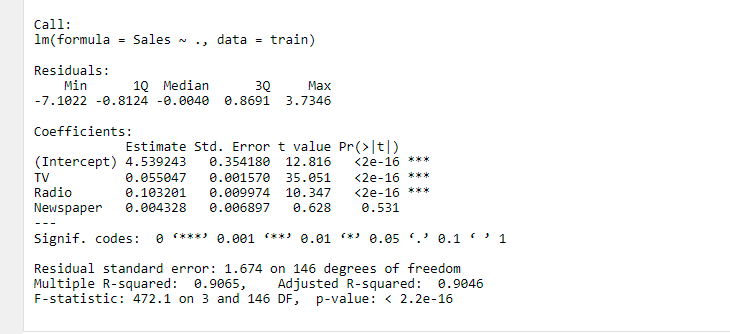 Call:
lm(formula = Sales ~ ., data = train)
Residuals:
    Min      1Q  Median      3Q     Max
-7.1022 -0.8124 -0.0040  0.8691  3.7346
Coefficients:
            Estimate Std. Error t value Pr(>|t|)
(Intercept) 4.539243   0.354180  12.816   <2e-16 ***
TV          0.055047   0.001570  35.051   <2e-16 ***
Radio       0.103201   0.009974  10.347   <2e-16 ***
Newspaper   0.004328   0.006897   0.628    0.531
---
Signif. codes:  0 ‘***’ 0.001 ‘**’ 0.01 ‘*’ 0.05 ‘.’ 0.1 ‘ ’ 1
Residual standard error: 1.674 on 146 degrees of freedom
Multiple R-squared:  0.9065,    Adjusted R-squared:  0.9046
F-statistic: 472.1 on 3 and 146 DF,  p-value: < 2.2e-16